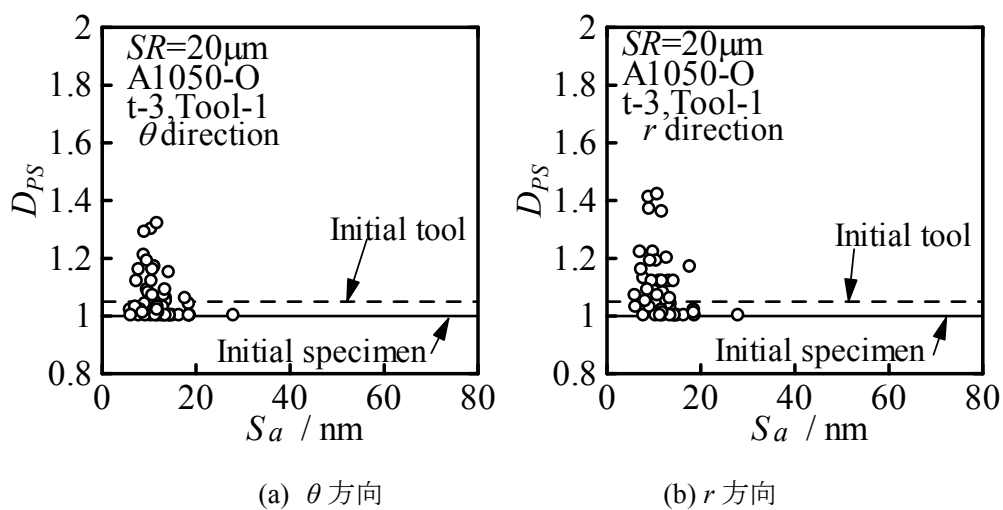 2
1.8
1.6
1.4
1.2
1
0.8
D_PS
SR=20μm
A1050-O
t-3,Tool-1
θ direction
Initial tool
Initial specimen
0 20 40 60 80
Sa / nm
(a) θ 方向
2
1.8
1.6
1.4
1.2
1
0.8
D_PS
SR=20μm
A1050-O
t-3,Tool-1
r direction
Initial tool
Initial specimen
0 20 40 60 80
Sa / nm
(b) r 方向